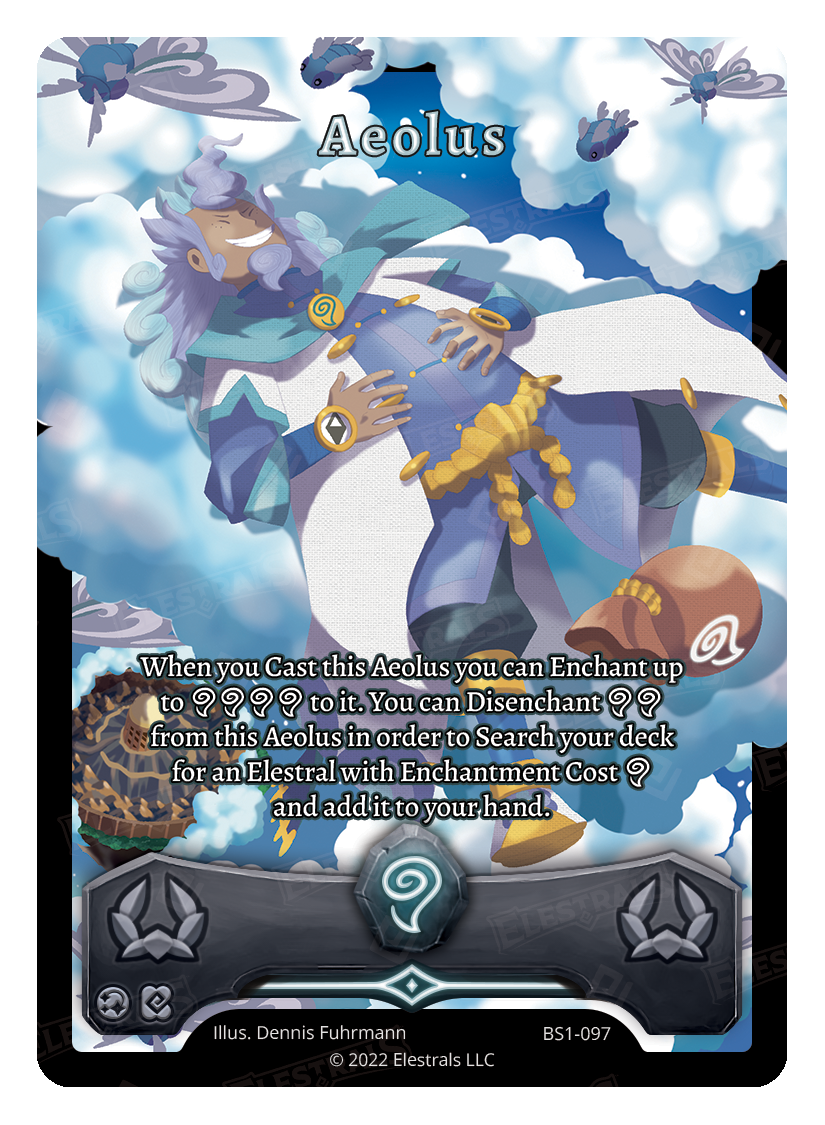 Aeolus
When you Cast this Aeolus you can Enchant up
to to it. You can Disenchant
from this Aeolus in order to Search your deck
for an Elestral with Enchantment Cost
and add it to your hand.
Illus. Dennis Fuhrmann
BS1-097
© 2022 Elestrals LLC
ELESTRALS